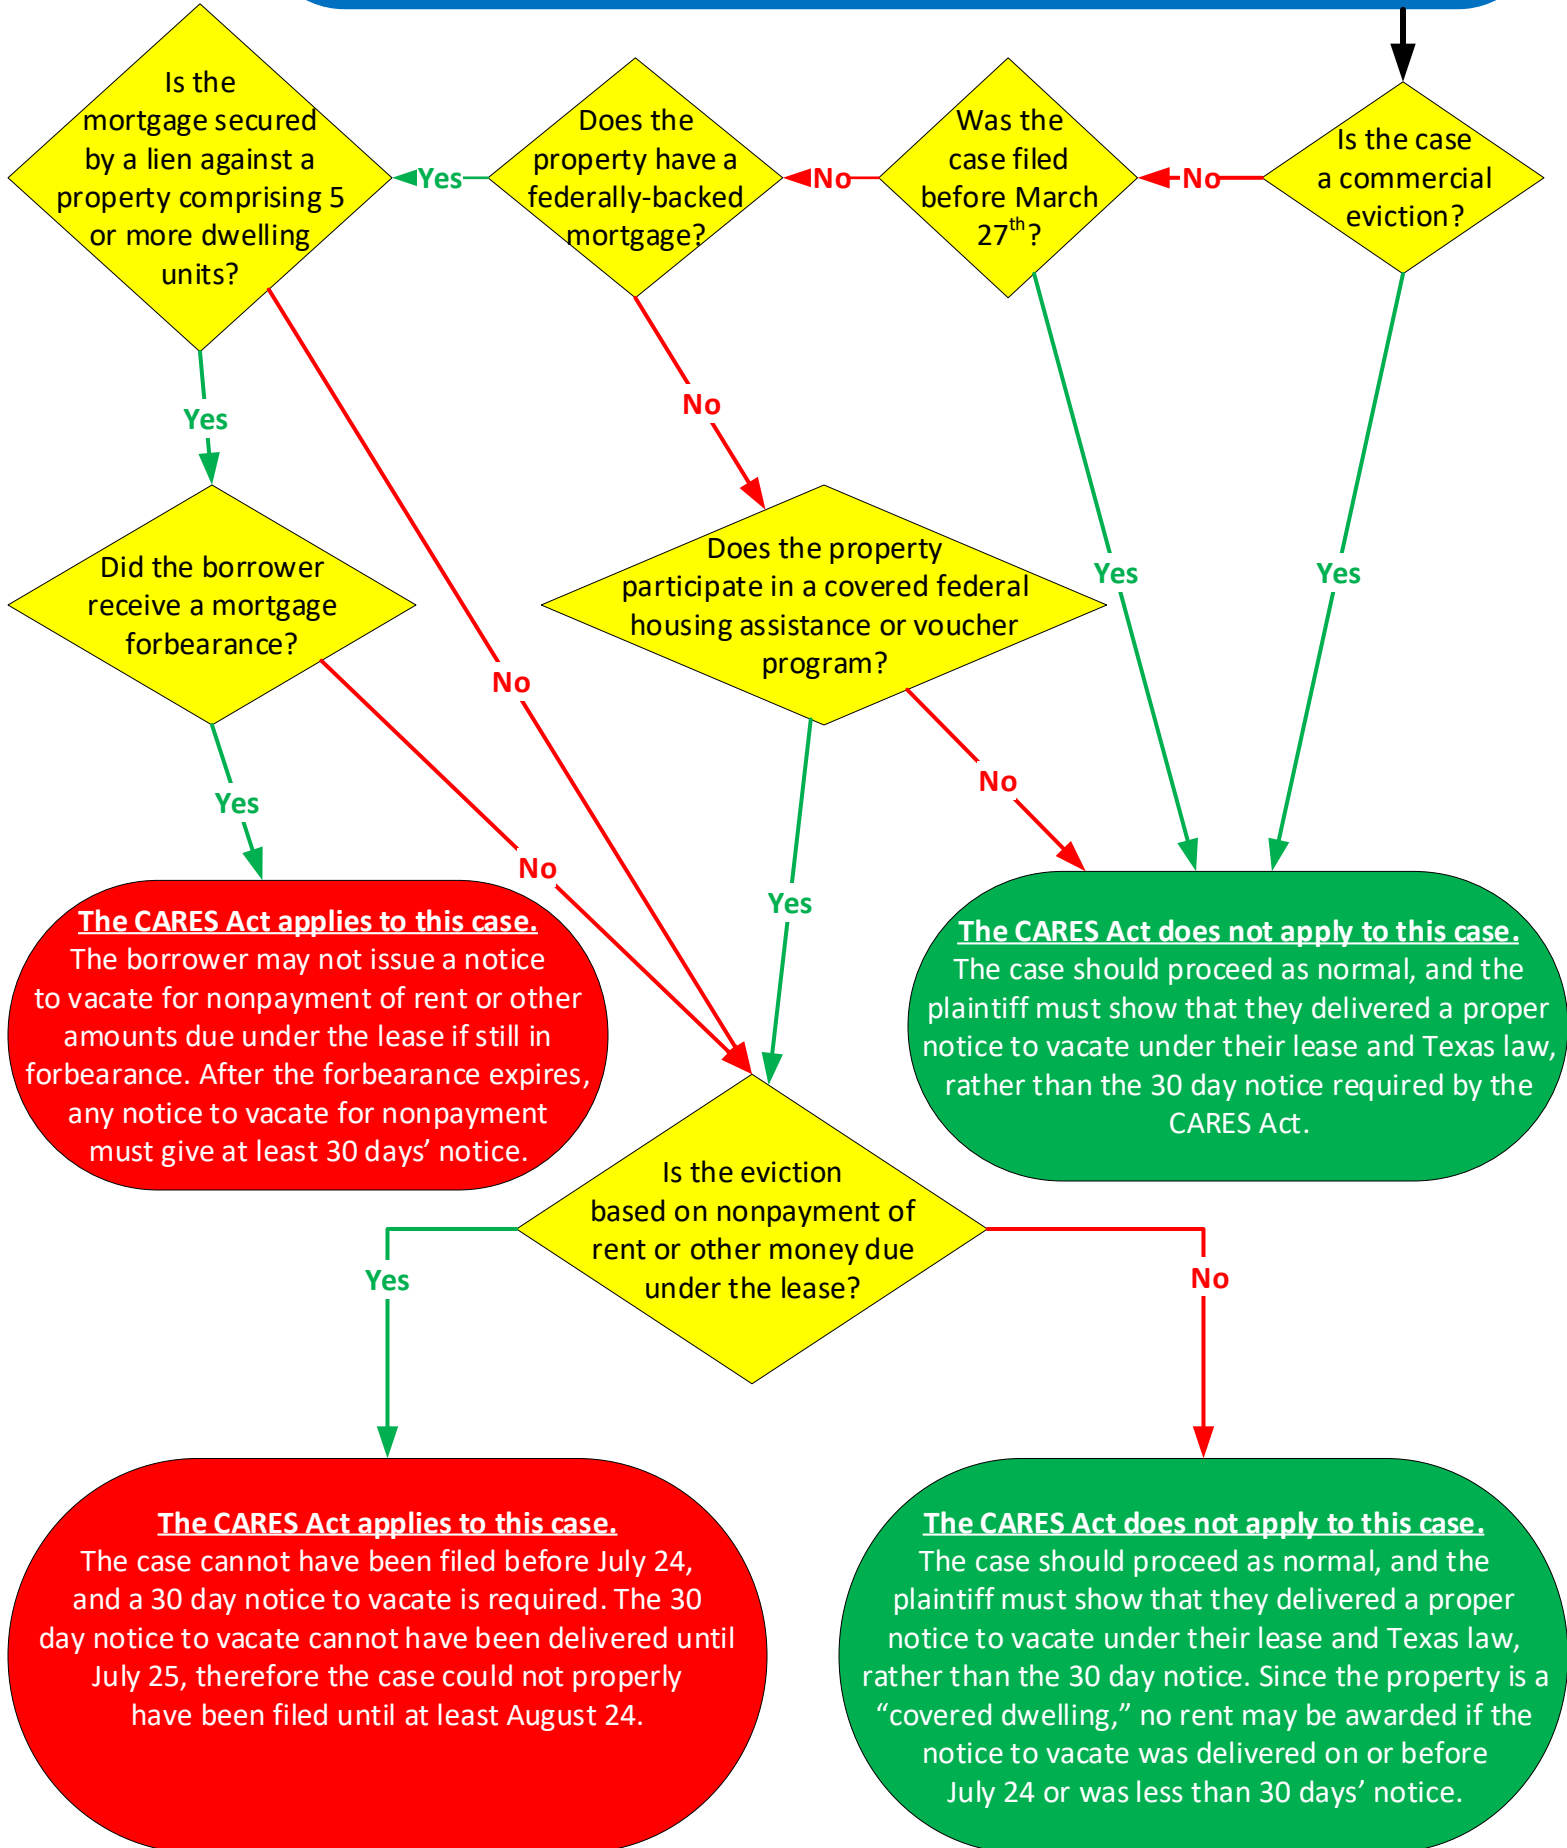 Is the
mortgage secured
by a lien against a
property comprising 5
or more dwelling
units?
Does the
property have a
federally-backed
mortgage?
Was the
case filed
before March
27th?
Is the case
a commercial
eviction?
Yes
No
No
Yes
No
No
Yes
Yes
Did the borrower
receive a mortgage
forbearance?
Does the property
participate in a covered federal
housing assistance or voucher
program?
Yes
No
Yes
No
The CARES Act applies to this case.
The borrower may not issue a notice
to vacate for nonpayment of rent or other
amounts due under the lease if still in
forbearance. After the forbearance expires,
any notice to vacate for nonpayment
must give at least 30 days’ notice.
The CARES Act does not apply to this case.
The case should proceed as normal, and the
plaintiff must show that they delivered a proper
notice to vacate under their lease and Texas law,
rather than the 30 day notice required by the
CARES Act.
Is the eviction
based on nonpayment of
rent or other money due
under the lease?
Yes
No
The CARES Act applies to this case.
The case cannot have been filed before July 24,
and a 30 day notice to vacate is required. The 30
day notice to vacate cannot have been delivered until
July 25, therefore the case could not properly
have been filed until at least August 24.
The CARES Act does not apply to this case.
The case should proceed as normal, and the
plaintiff must show that they delivered a proper
notice to vacate under their lease and Texas law,
rather than the 30 day notice. Since the property is a
“covered dwelling,” no rent may be awarded if the
notice to vacate was delivered on or before
July 24 or was less than 30 days’ notice.